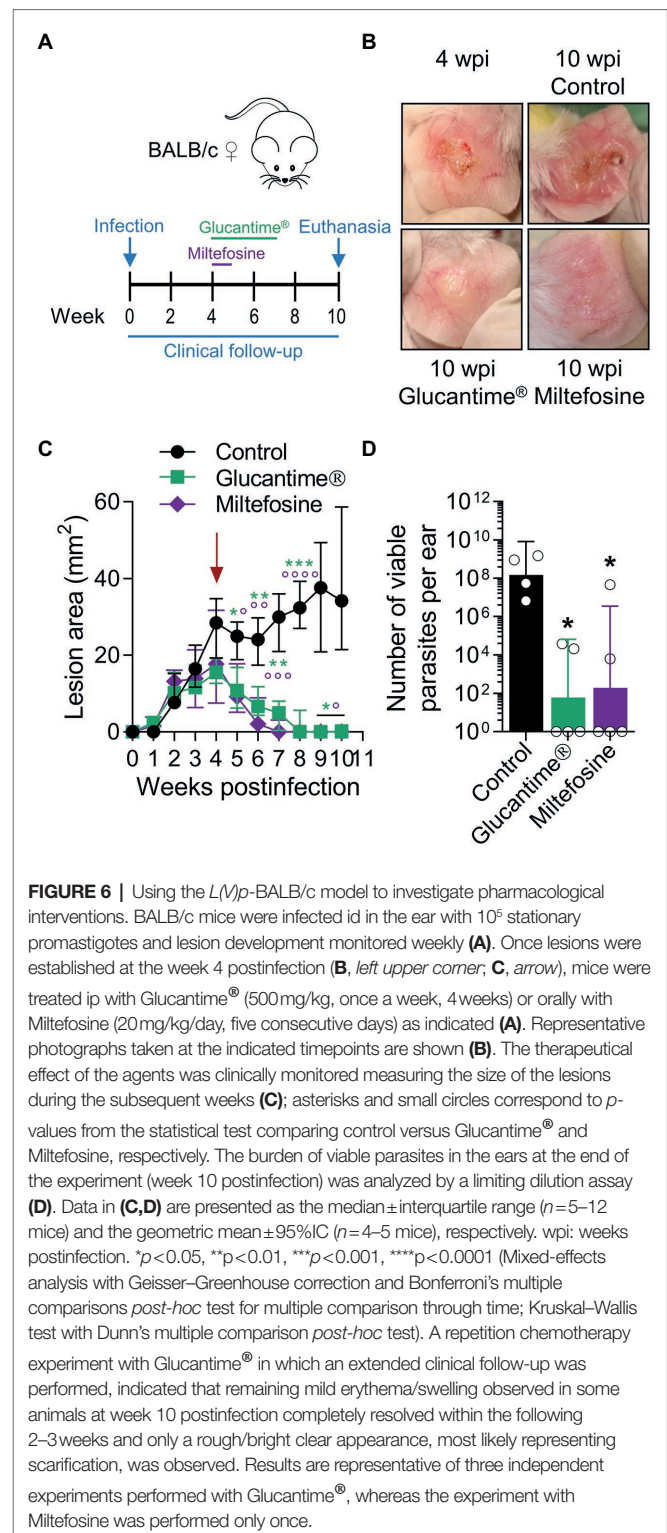 A
BALB/c ♀
Infection
Glucantime®
Euthanasia
Miltefosine
Week
0 2 4 6 8 10
Clinical follow-up
B
4 wpi
10 wpi
Control
10 wpi
Glucantime®
10 wpi
Miltefosine
C
Control
Glucantime®
Miltefosine
Lesion area (mm²)
60
40
20
0
*°
**
°°
***
°°°°
**
°°°
*°
0 1 2 3 4 5 6 7 8 9 10 11
Weeks postinfection
D
Number of viable
parasites per ear
10¹²
10¹⁰
10⁸
10⁶
10⁴
10²
10⁰
*
*
Control
Glucantime®
Miltefosine
FIGURE 6 | Using the L(V)p-BALB/c model to investigate pharmacological
interventions. BALB/c mice were infected id in the ear with 10⁵ stationary
promastigotes and lesion development monitored weekly (A). Once lesions were
established at the week 4 postinfection (B, left upper corner; C, arrow), mice were
treated ip with Glucantime® (500 mg/kg, once a week, 4 weeks) or orally with
Miltefosine (20 mg/kg/day, five consecutive days) as indicated (A). Representative
photographs taken at the indicated timepoints are shown (B). The therapeutical
effect of the agents was clinically monitored measuring the size of the lesions
during the subsequent weeks (C); asterisks and small circles correspond to p-
values from the statistical test comparing control versus Glucantime® and
Miltefosine, respectively. The burden of viable parasites in the ears at the end of
the experiment (week 10 postinfection) was analyzed by a limiting dilution assay
(D). Data in (C,D) are presented as the median ± interquartile range (n = 5–12
mice) and the geometric mean ± 95%IC (n = 4–5 mice), respectively. wpi: weeks
postinfection. *p < 0.05, **p < 0.01, ***p < 0.001, ****p < 0.0001 (Mixed-effects
analysis with Geisser–Greenhouse correction and Bonferroni's multiple
comparisons post-hoc test for multiple comparison through time; Kruskal–Wallis
test with Dunn's multiple comparison post-hoc test). A repetition chemotherapy
experiment with Glucantime® in which an extended clinical follow-up was
performed, indicated that remaining mild erythema/swelling observed in some
animals at week 10 postinfection completely resolved within the following
2–3 weeks and only a rough/bright clear appearance, most likely representing
scarification, was observed. Results are representative of three independent
experiments performed with Glucantime®, whereas the experiment with
Miltefosine was performed only once.